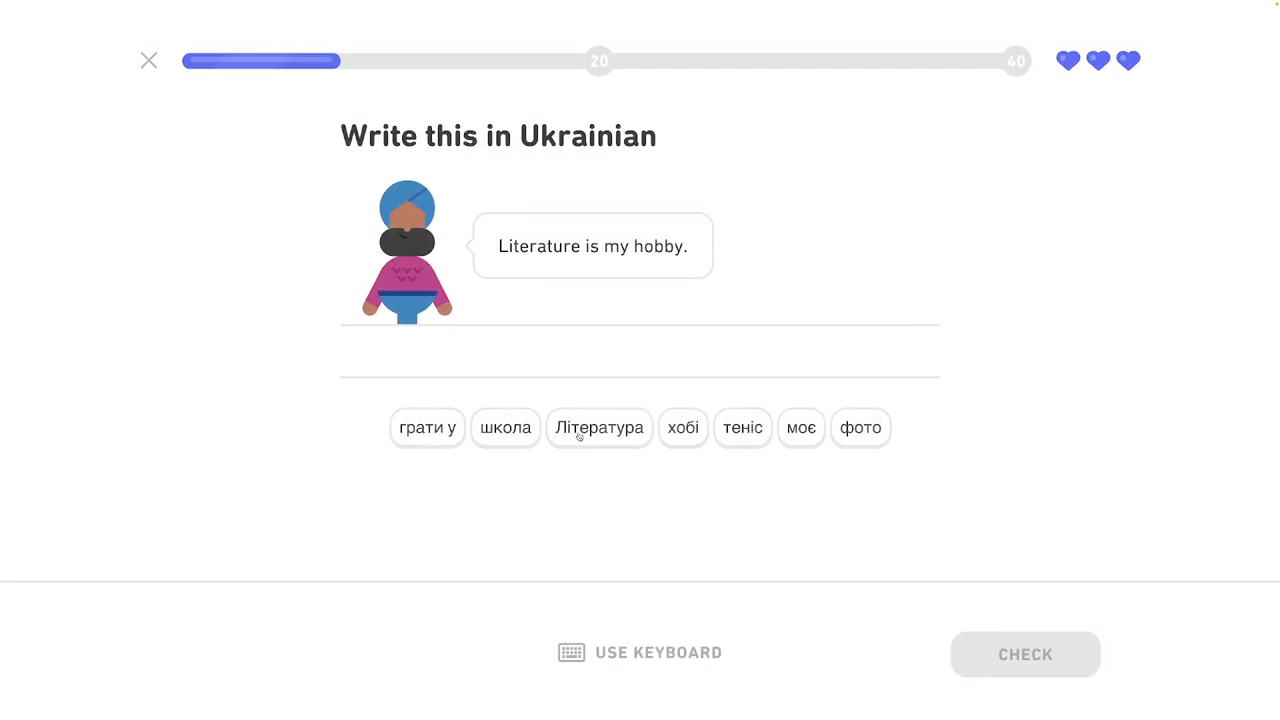 20 40
Write this in Ukrainian
Literature is my hobby.
грати у школа Література хобі теніс моє фото
USE KEYBOARD CHECK